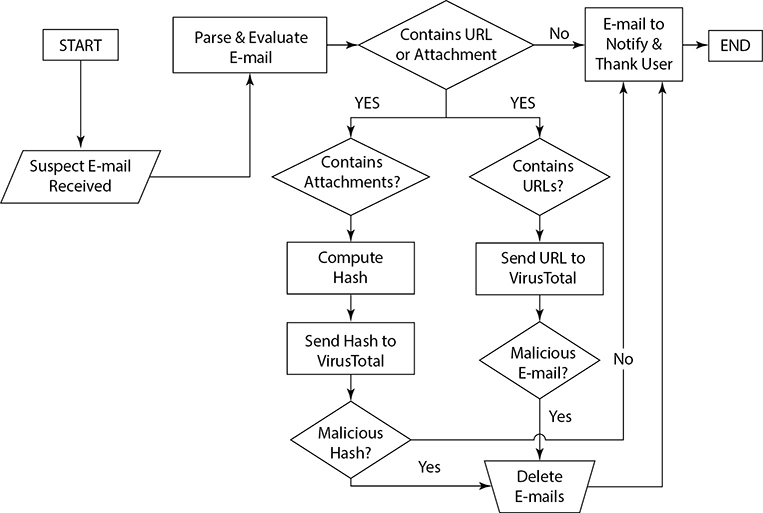 START
Parse & Evaluate
E-mail
Contains URL
or Attachment
No
E-mail to
Notify &
Thank User
END
Suspect E-mail
Received
YES
YES
Contains
Attachments?
Contains
URLs?
Compute
Hash
Send URL to
VirusTotal
Send Hash to
VirusTotal
Malicious
E-mail?
No
Malicious
Hash?
Yes
Yes
Delete
E-mails